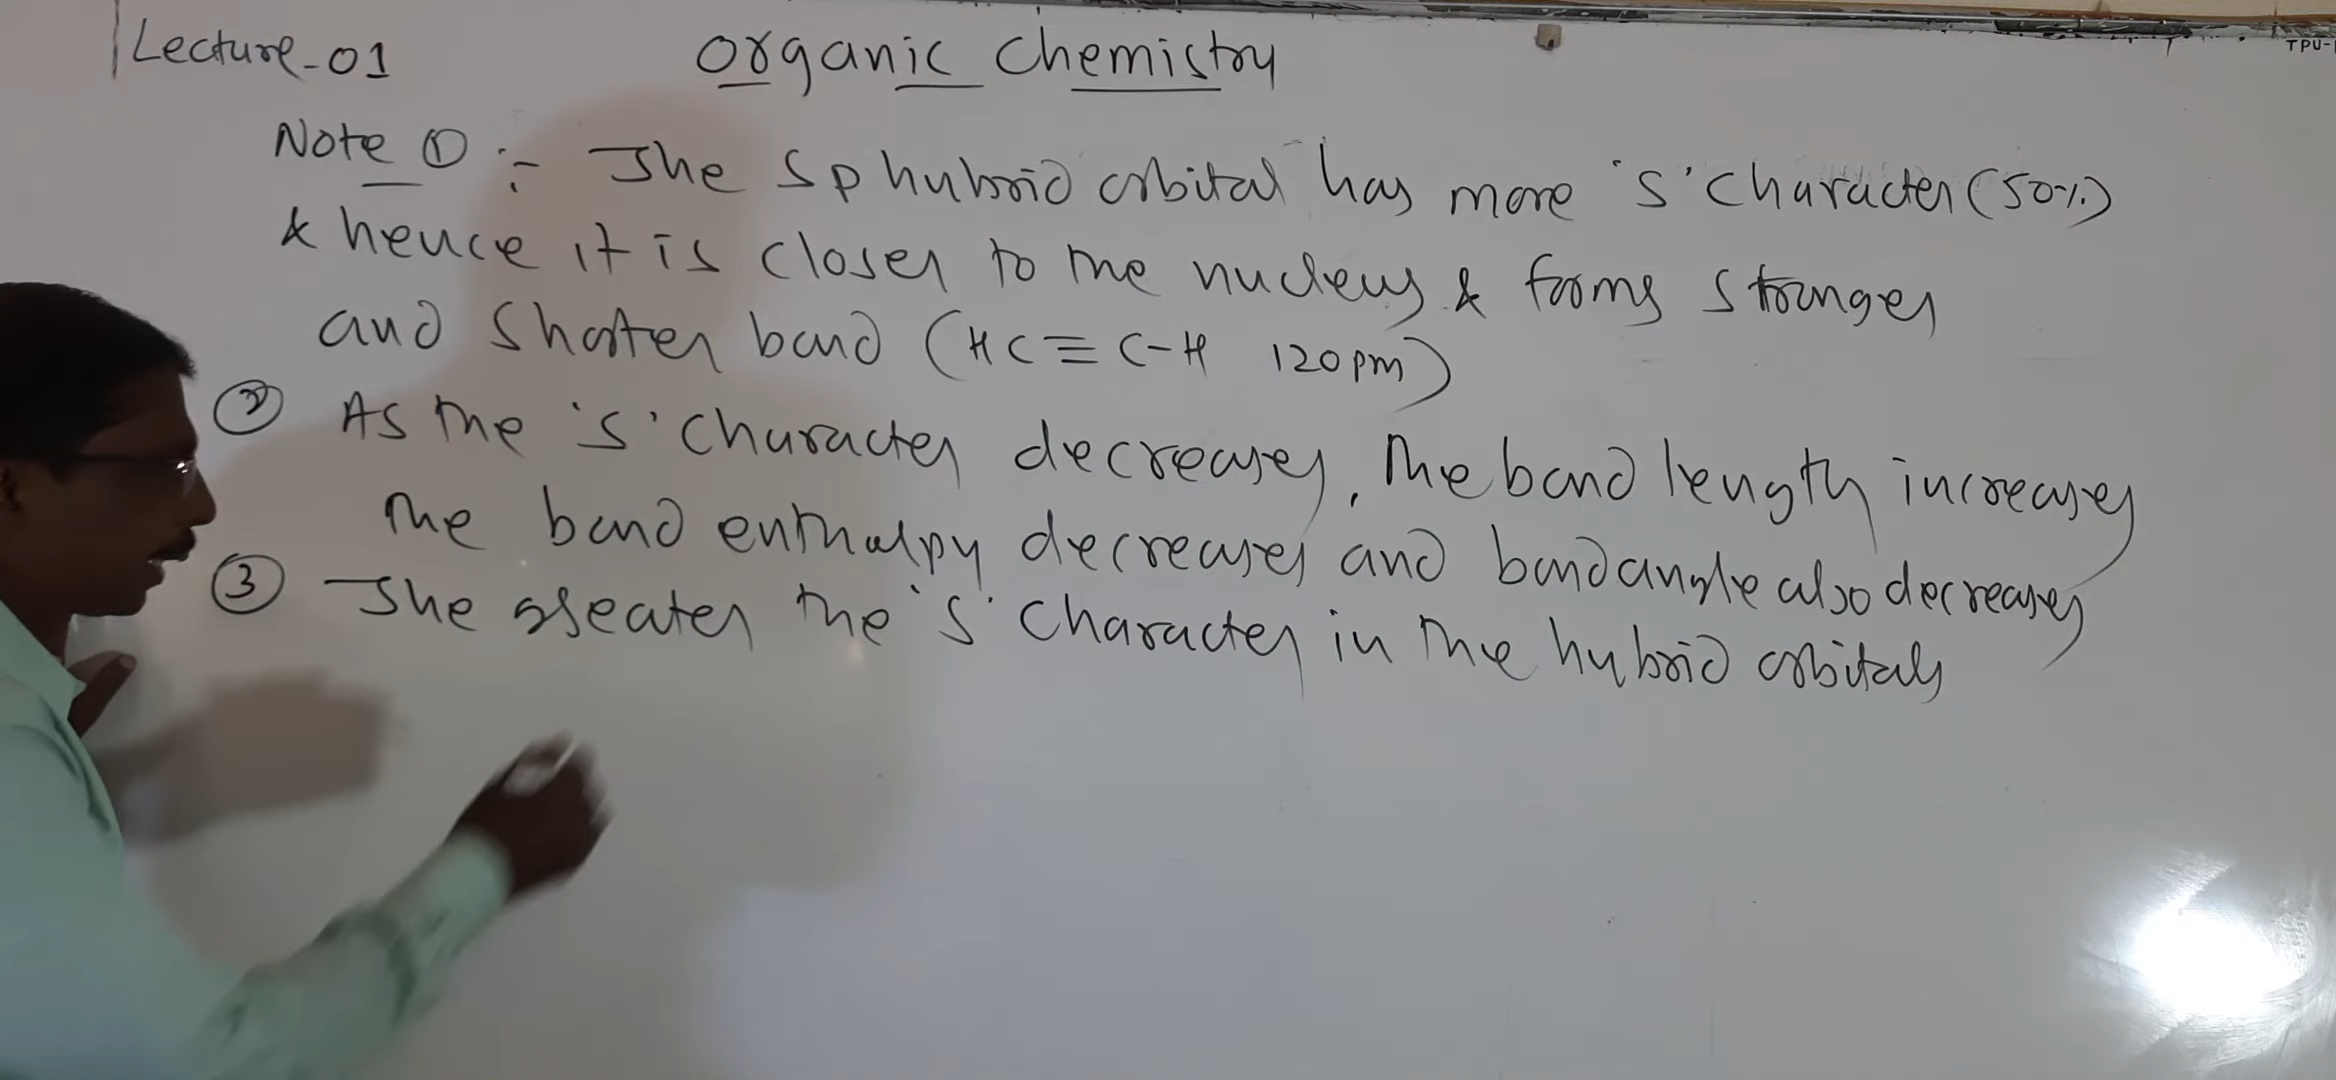 Lecture-01
Organic Chemistry
TPU-
Note ① :- The sp hybrid orbital has more 's' character (50%)
& hence it is closer to the nucleus & forms stronger
and shorter bond (HC≡C-H 120pm)
② As the 's' character decreases, the bond length increases
the bond enthalpy decreases and bond angle also decreases
③ The greater the 's' character in the hybrid orbitals